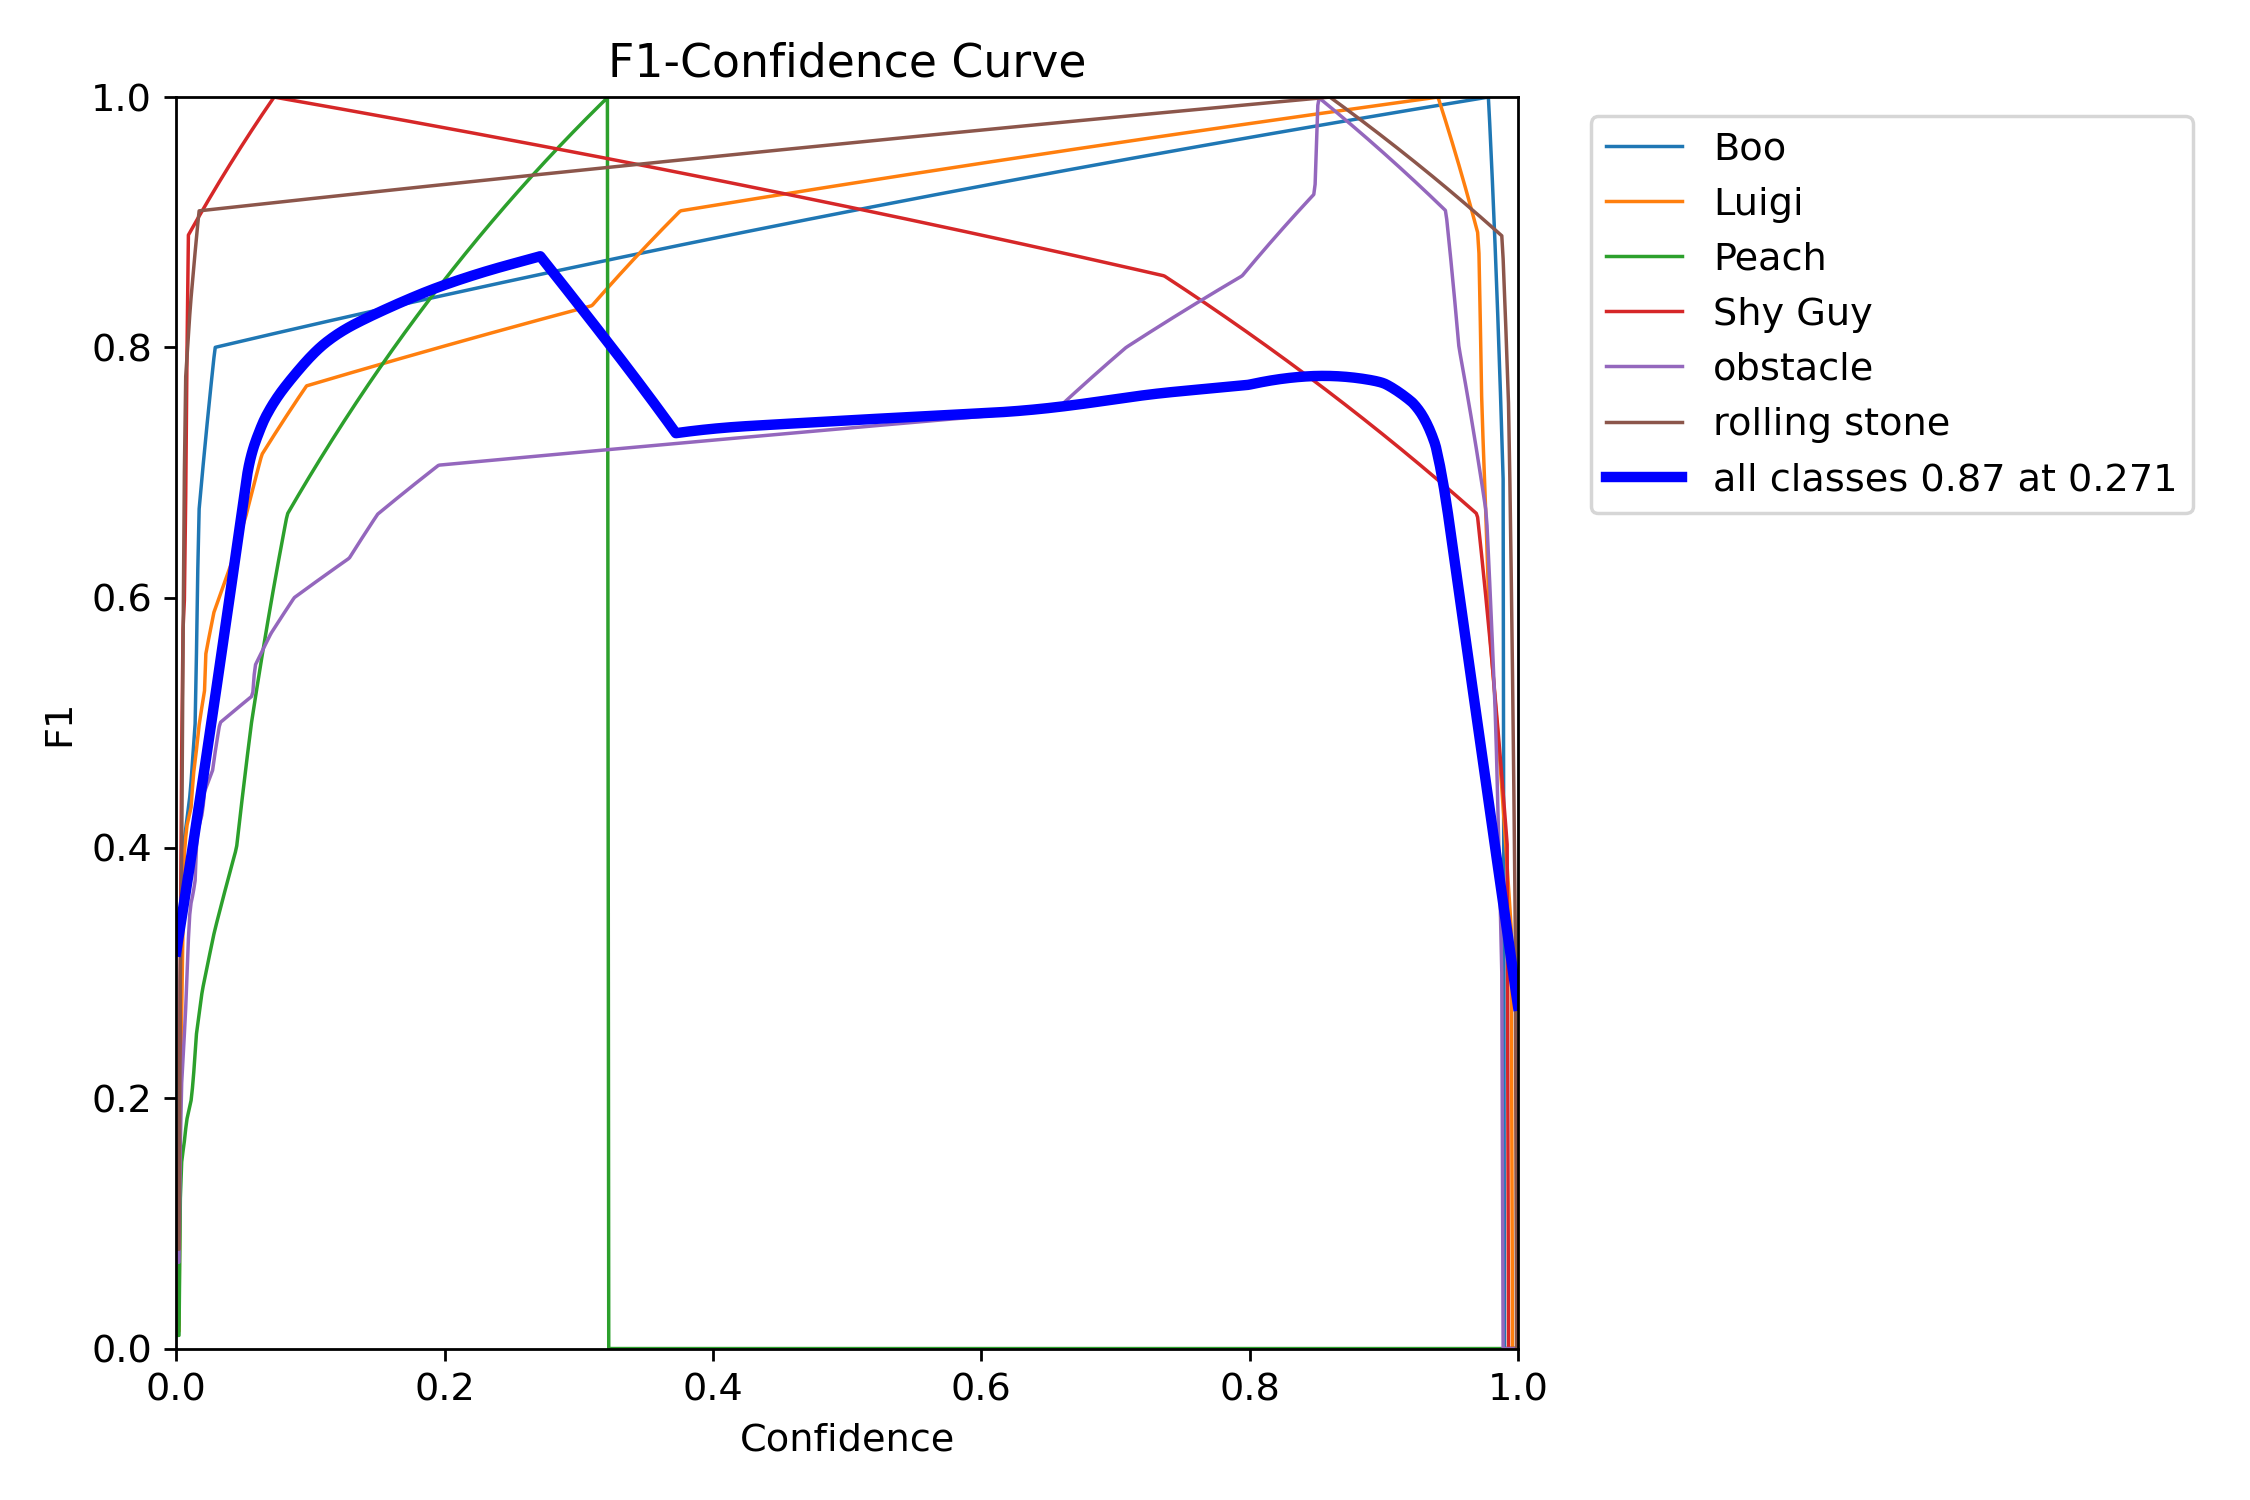 F1-Confidence Curve
1.0
0.8
0.6
0.4
0.2
0.0
F1
0.0 0.2 0.4 0.6 0.8 1.0
Confidence
Boo
Luigi
Peach
Shy Guy
obstacle
rolling stone
all classes 0.87 at 0.271